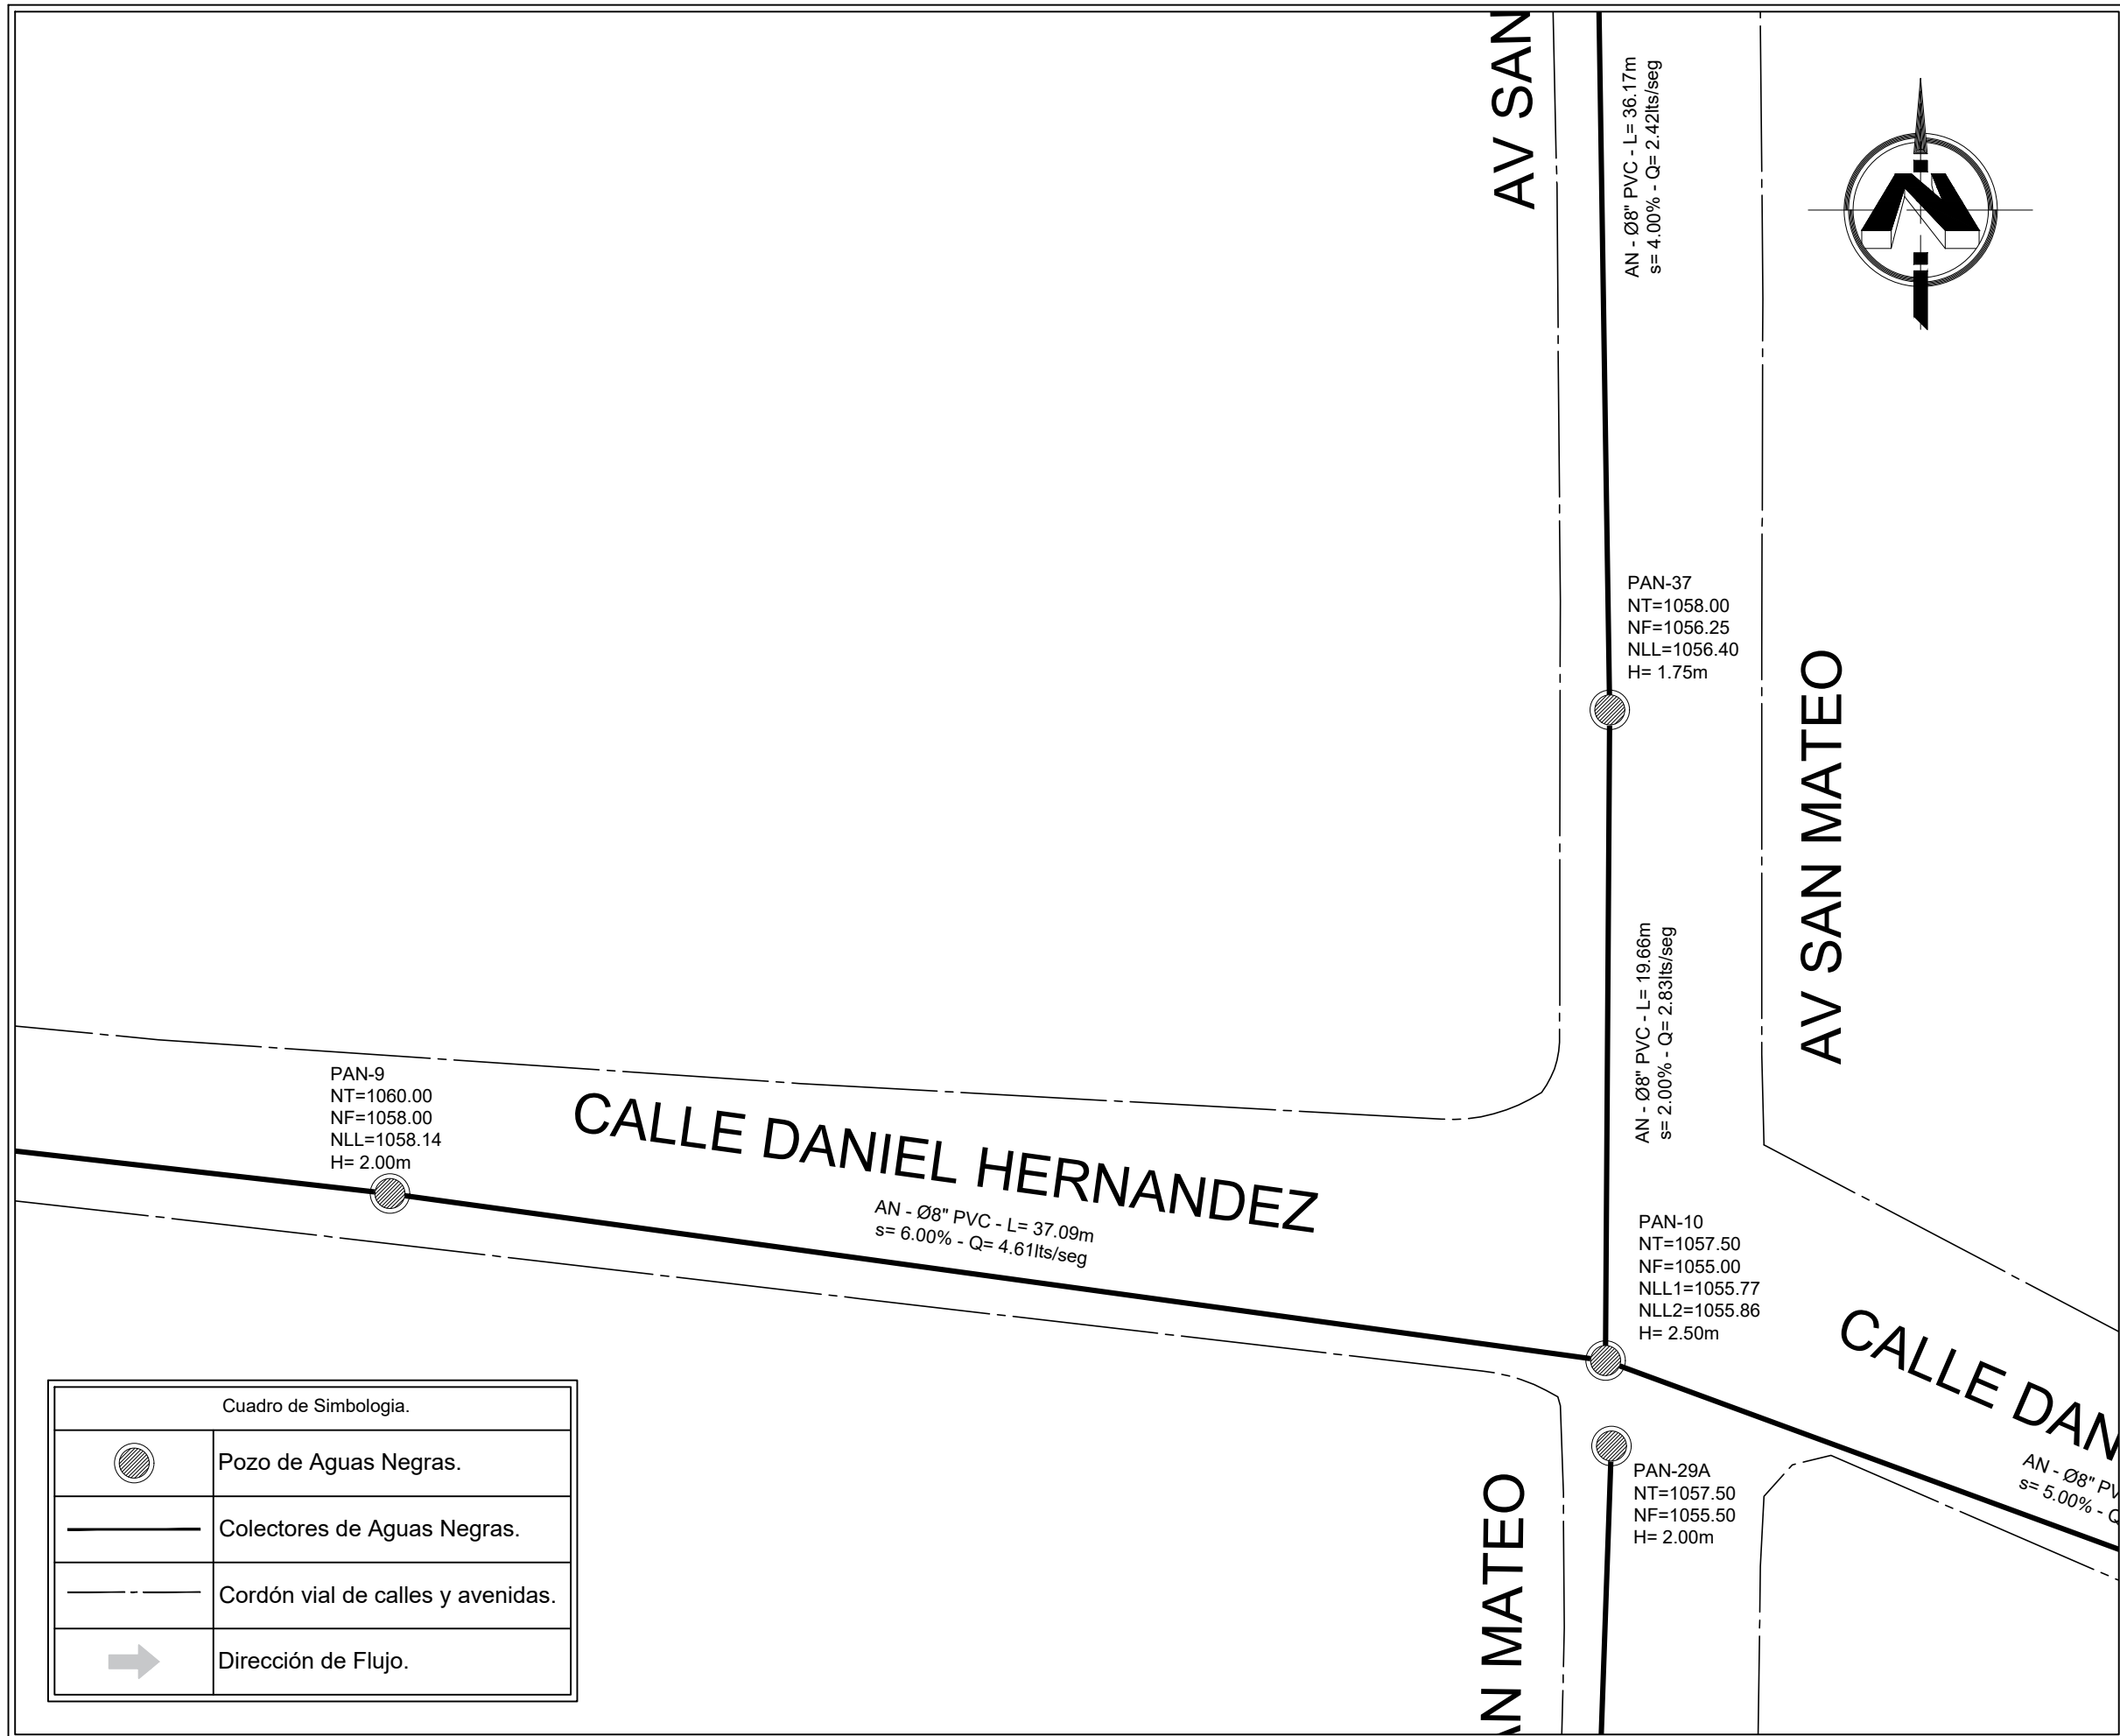 AV SAN
AN - Ø8" PVC - L= 36.17m
s= 4.00% - Q= 2.42lts/seg
N
PAN-37
NT=1058.00
NF=1056.25
NLL=1056.40
H= 1.75m
AV SAN MATEO
AN - Ø8" PVC - L= 19.66m
s= 2.00% - Q= 2.83lts/seg
PAN-9
NT=1060.00
NF=1058.00
NLL=1058.14
H= 2.00m
CALLE DANIEL HERNANDEZ
AN - Ø8" PVC - L= 37.09m
s= 6.00% - Q= 4.61lts/seg
PAN-10
NT=1057.50
NF=1055.00
NLL1=1055.77
NLL2=1055.86
H= 2.50m
CALLE DAN
AN - Ø8" PV
s= 5.00% - Q
PAN-29A
NT=1057.50
NF=1055.50
H= 2.00m
AN MATEO
Cuadro de Simbologia.
Pozo de Aguas Negras.
Colectores de Aguas Negras.
Cordón vial de calles y avenidas.
Dirección de Flujo.